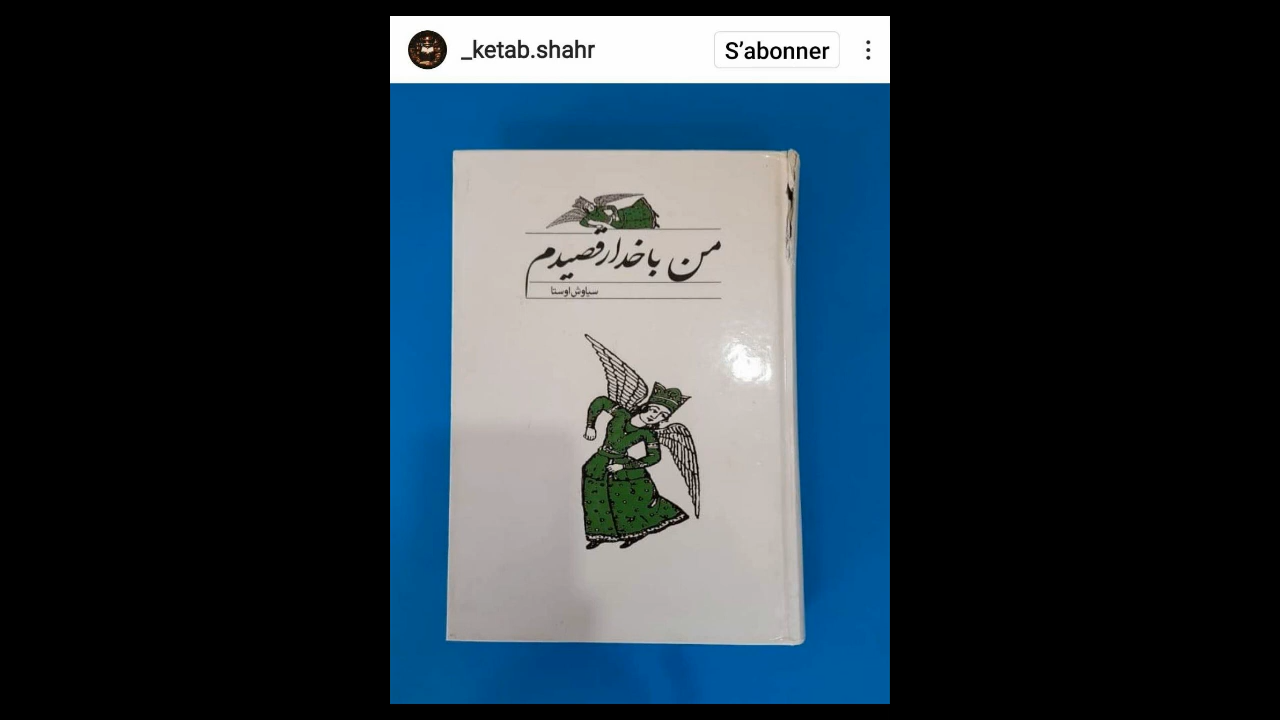 _ketab.shahr
S’abonner
من با خدا رقصیدم
سیاوش اوستا